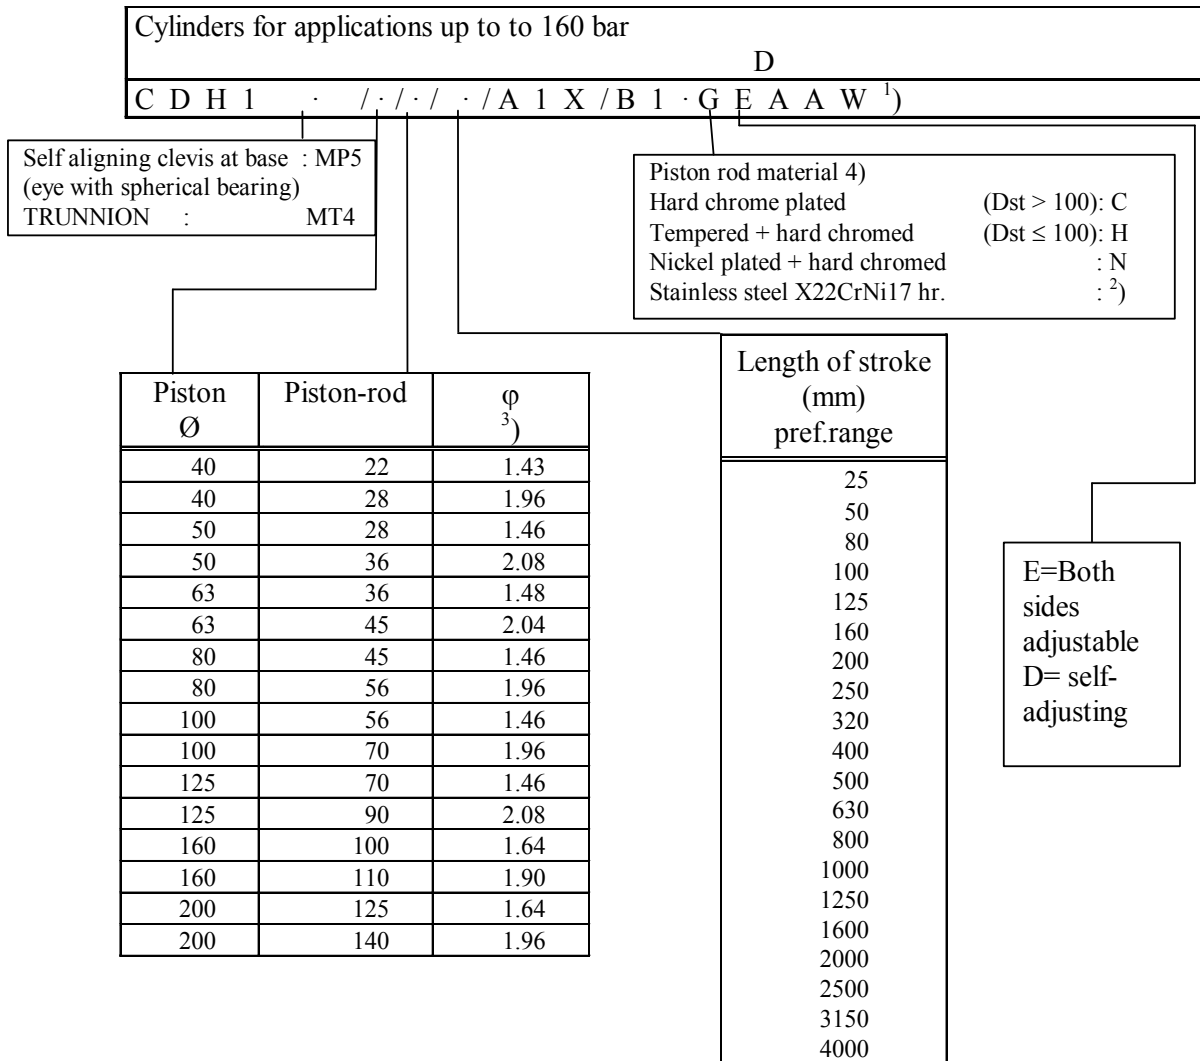 Cylinders for applications up to to 160 bar
D
C D H 1 · / · / · / · / A 1 X / B 1 · G E A A W ¹)
Self aligning clevis at base : MP5
(eye with spherical bearing)
TRUNNION : MT4
Piston rod material 4)
Hard chrome plated (Dst > 100): C
Tempered + hard chromed (Dst ≤ 100): H
Nickel plated + hard chromed : N
Stainless steel X22CrNi17 hr. : ²)
Piston Piston-rod φ
Ø ³)
40 22 1.43
40 28 1.96
50 28 1.46
50 36 2.08
63 36 1.48
63 45 2.04
80 45 1.46
80 56 1.96
100 56 1.46
100 70 1.96
125 70 1.46
125 90 2.08
160 100 1.64
160 110 1.90
200 125 1.64
200 140 1.96
Length of stroke
(mm)
pref.range
25
50
80
100
125
160
200
250
320
400
500
630
800
1000
1250
1600
2000
2500
3150
4000
E=Both
sides
adjustable
D= self-
adjusting